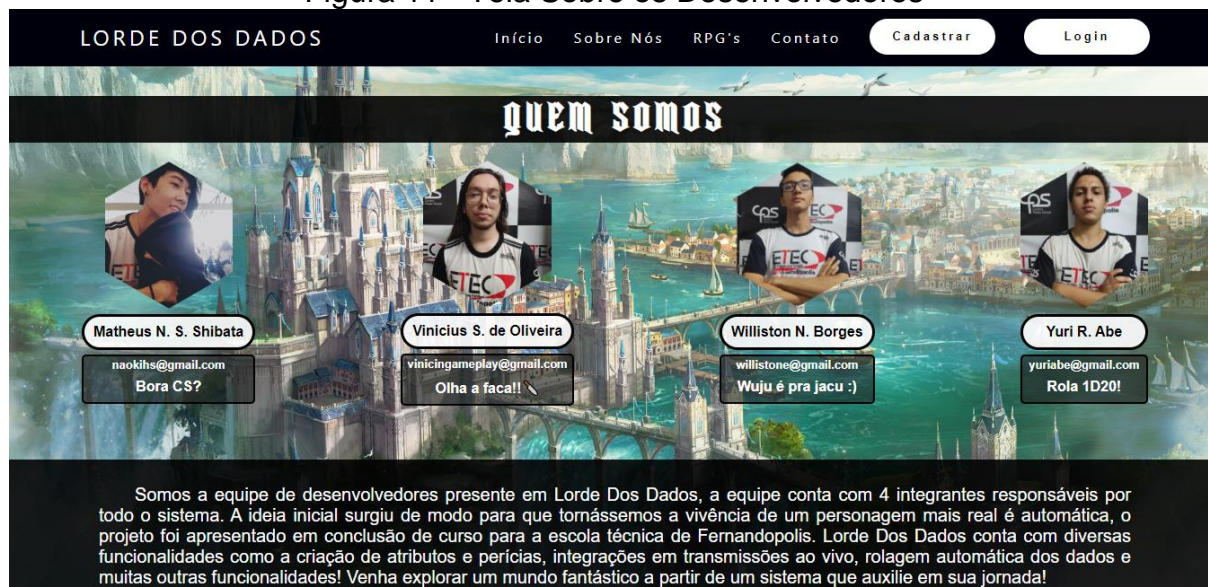 LORDE DOS DADOS
Início Sobre Nós RPG's Contato Cadastrar Login
QUEM SOMOS
CPS
ETEC
ETEC
ETEC
ETEC
Matheus N. S. Shibata
Vinicius S. de Oliveira
Williston N. Borges
Yuri R. Abe
naokihs@gmail.com
Bora CS?
vinicingameplay@gmail.com
Olha a faca!!
willistone@gmail.com
Wuju é pra jacu :)
yuriabe@gmail.com
Rola 1D20!
Somos a equipe de desenvolvedores presente em Lorde Dos Dados, a equipe conta com 4 integrantes responsáveis por
todo o sistema. A ideia inicial surgiu de modo para que tornássemos a vivência de um personagem mais real é automática, o
projeto foi apresentado em conclusão de curso para a escola técnica de Fernandopolis. Lorde Dos Dados conta com diversas
funcionalidades como a criação de atributos e perícias, integrações em transmissões ao vivo, rolagem automática dos dados e
muitas outras funcionalidades! Venha explorar um mundo fantástico a partir de um sistema que auxilie em sua jornada!